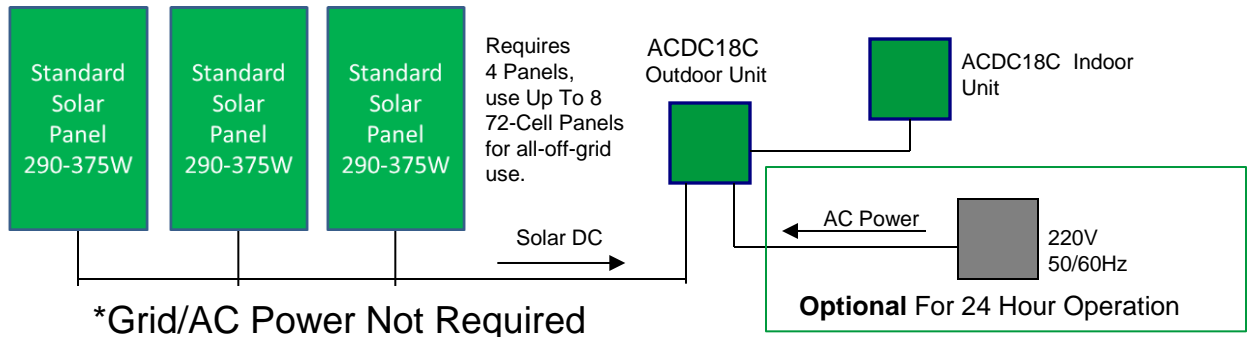 Standard
Solar
Panel
290-375W
Standard
Solar
Panel
290-375W
Standard
Solar
Panel
290-375W
Requires
4 Panels,
use Up To 8
72-Cell Panels
for all-off-grid
use.
ACDC18C
Outdoor Unit
ACDC18C Indoor
Unit
Solar DC
AC Power
220V
50/60Hz
Optional For 24 Hour Operation
*Grid/AC Power Not Required